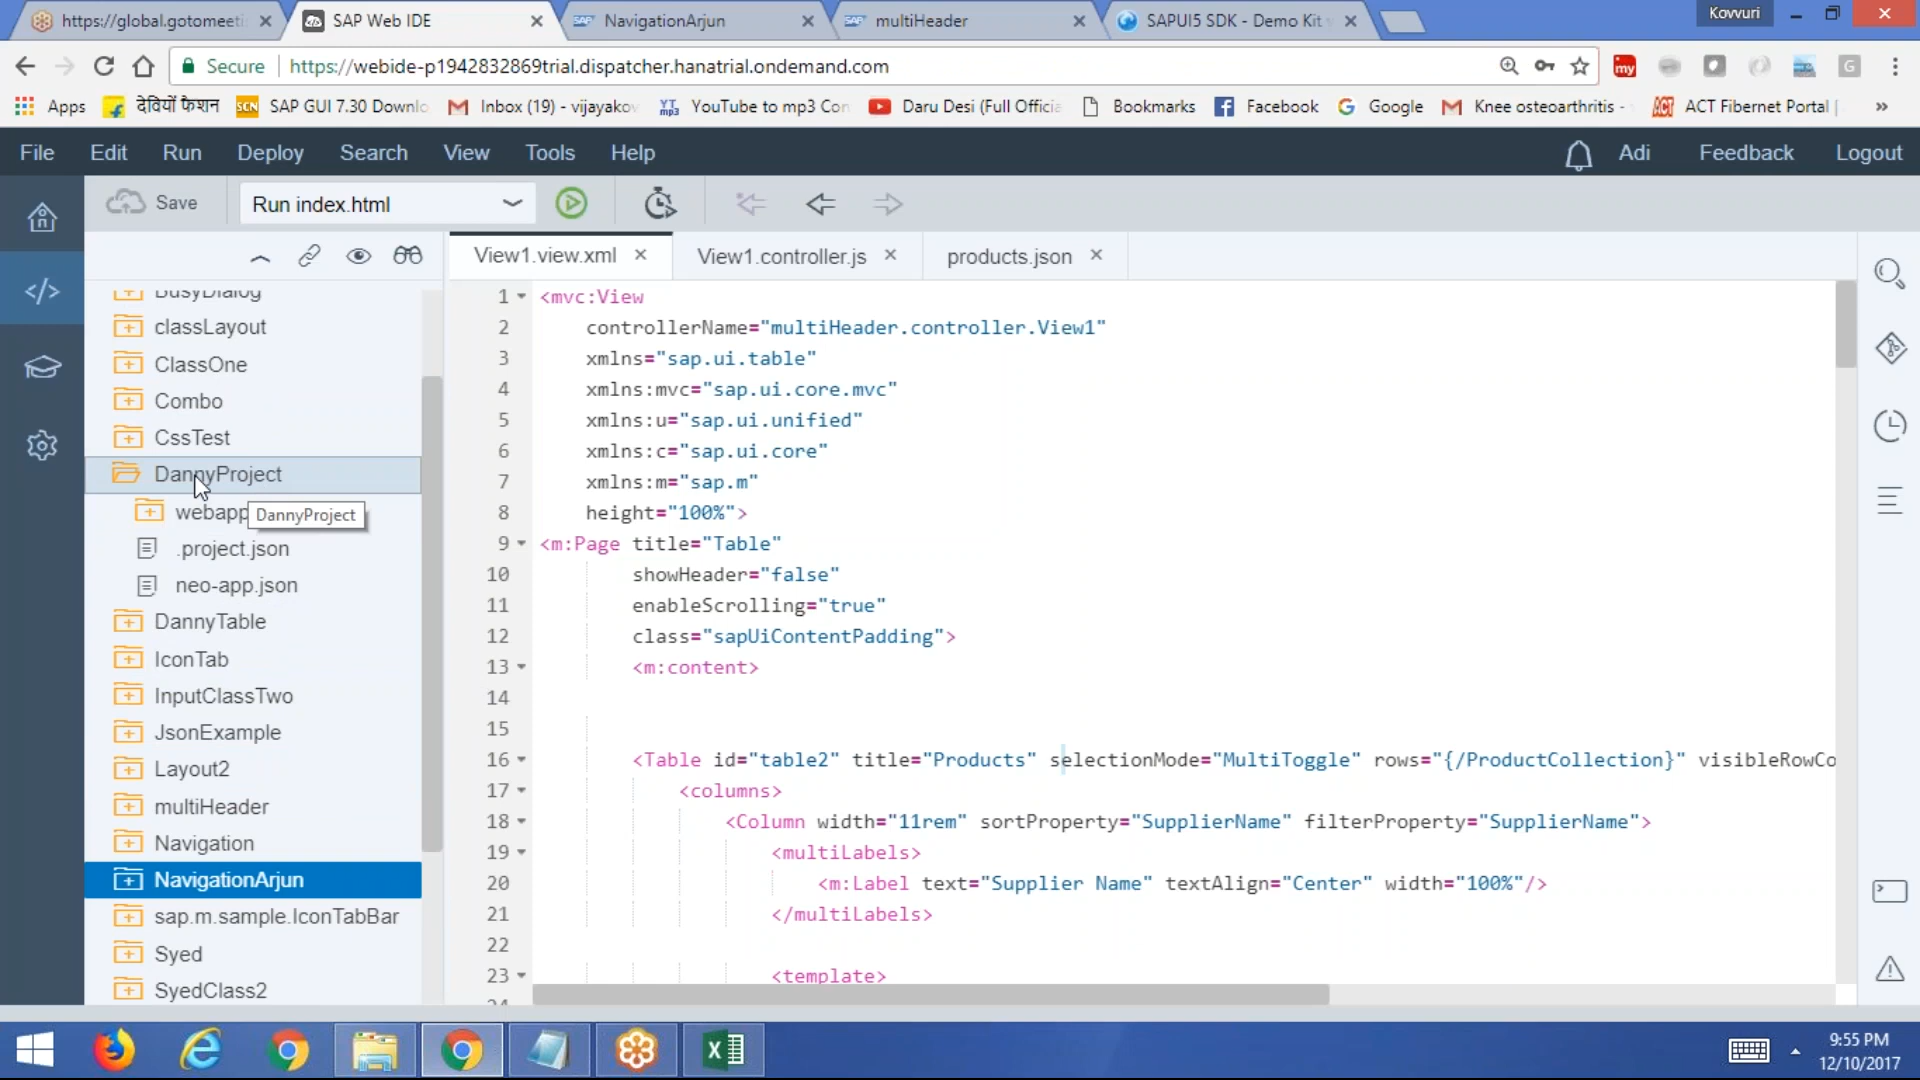 https://global.gotomeeti
SAP Web IDE
NavigationArjun
multiHeader
SAPUI5 SDK - Demo Kit
Kovvuri
Secure
https://webide-p1942832869trial.dispatcher.hanatrial.ondemand.com
Apps
देवियों फैशन
SCN
SAP GUI 7.30 Downlo
Inbox (19) - vijayakov
YouTube to mp3 Con
Daru Desi (Full Officia
Bookmarks
Facebook
Google
Knee osteoarthritis -
ACT
ACT Fibernet Portal |
File
Edit
Run
Deploy
Search
View
Tools
Help
Adi
Feedback
Logout
Save
Run index.html
View1.view.xml
View1.controller.js
products.json
BusyDialog
classLayout
ClassOne
Combo
CssTest
DannyProject
webapp
DannyProject
.project.json
neo-app.json
DannyTable
IconTab
InputClassTwo
JsonExample
Layout2
multiHeader
Navigation
NavigationArjun
sap.m.sample.IconTabBar
Syed
SyedClass2
1 <mvc:View
2 controllerName="multiHeader.controller.View1"
3 xmlns="sap.ui.table"
4 xmlns:mvc="sap.ui.core.mvc"
5 xmlns:u="sap.ui.unified"
6 xmlns:c="sap.ui.core"
7 xmlns:m="sap.m"
8 height="100%">
9 <m:Page title="Table"
10 showHeader="false"
11 enableScrolling="true"
12 class="sapUiContentPadding">
13 <m:content>
14
15
16 <Table id="table2" title="Products" selectionMode="MultiToggle" rows="{/ProductCollection}" visibleRowCo
17 <columns>
18 <Column width="11rem" sortProperty="SupplierName" filterProperty="SupplierName">
19 <multiLabels>
20 <m:Label text="Supplier Name" textAlign="Center" width="100%"/>
21 </multiLabels>
22
23 <template>
9:55 PM
12/10/2017